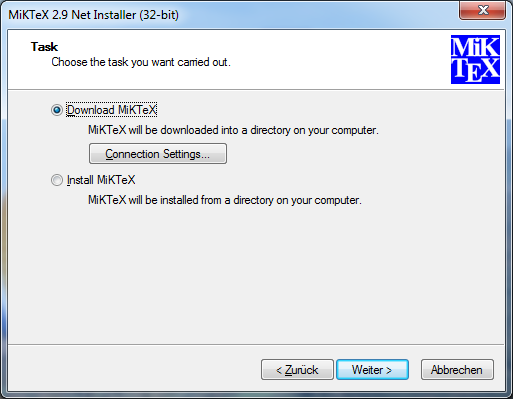 MiKTeX 2.9 Net Installer (32-bit)
Task
Choose the task you want carried out.
MiK
TEX
Download MiKTeX
MiKTeX will be downloaded into a directory on your computer.
Connection Settings...
Install MiKTeX
MiKTeX will be installed from a directory on your computer.
< Zurück
Weiter >
Abbrechen